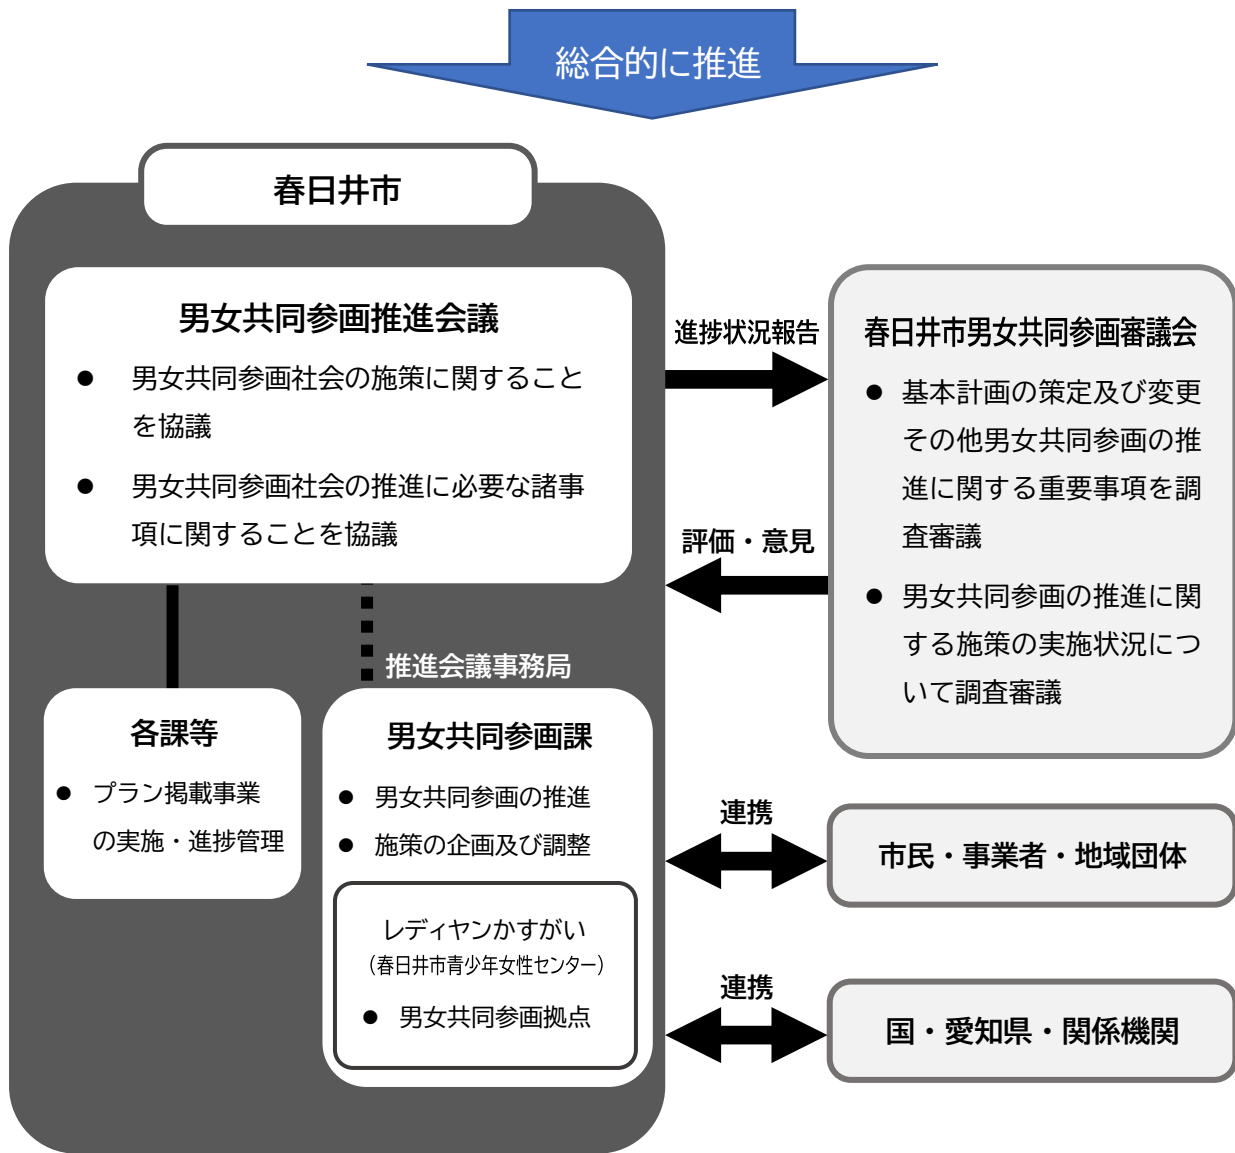 総合的に推進
春日井市
男女共同参画推進会議
● 男女共同参画社会の施策に関すること
を協議
● 男女共同参画社会の推進に必要な諸事
項に関することを協議
進捗状況報告
評価・意見
春日井市男女共同参画審議会
● 基本計画の策定及び変更
その他男女共同参画の推
進に関する重要事項を調
査審議
● 男女共同参画の推進に関
する施策の実施状況につ
いて調査審議
推進会議事務局
各課等
● プラン掲載事業
の実施・進捗管理
男女共同参画課
● 男女共同参画の推進
● 施策の企画及び調整
レディヤンかすがい
（春日井市青少年女性センター）
● 男女共同参画拠点
連携
市民・事業者・地域団体
連携
国・愛知県・関係機関